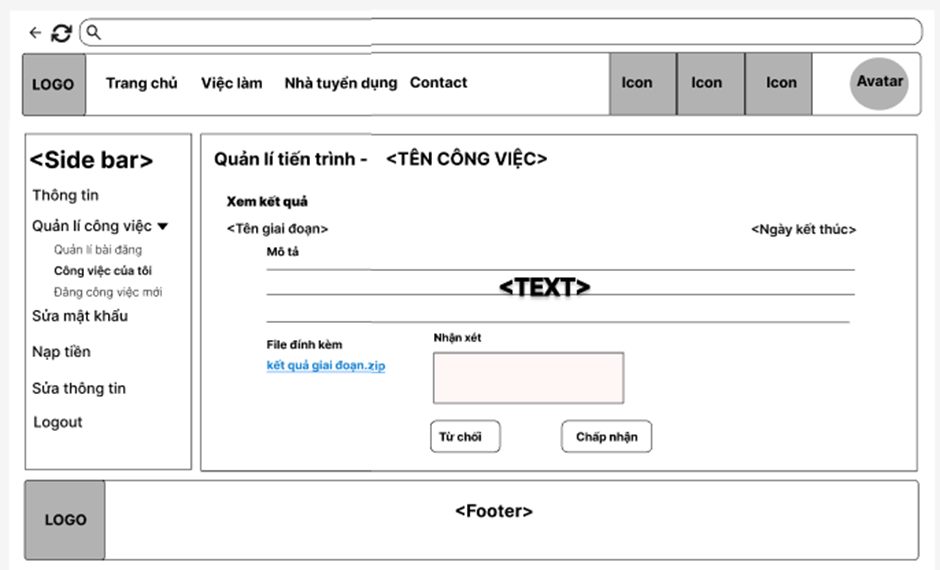 LOGO Trang chủ Việc làm Nhà tuyển dụng Contact Icon Icon Icon Avatar
<Side bar>
Thông tin
Quản lí công việc
Quản lí bài đăng
Công việc của tôi
Đăng công việc mới
Sửa mật khẩu
Nạp tiền
Sửa thông tin
Logout
Quản lí tiến trình - <TÊN CÔNG VIỆC>
Xem kết quả
<Tên giai đoạn> <Ngày kết thúc>
Mô tả
<TEXT>
File đính kèm
kết quả giai đoạn.zip
Nhận xét
Từ chối Chấp nhận
LOGO <Footer>